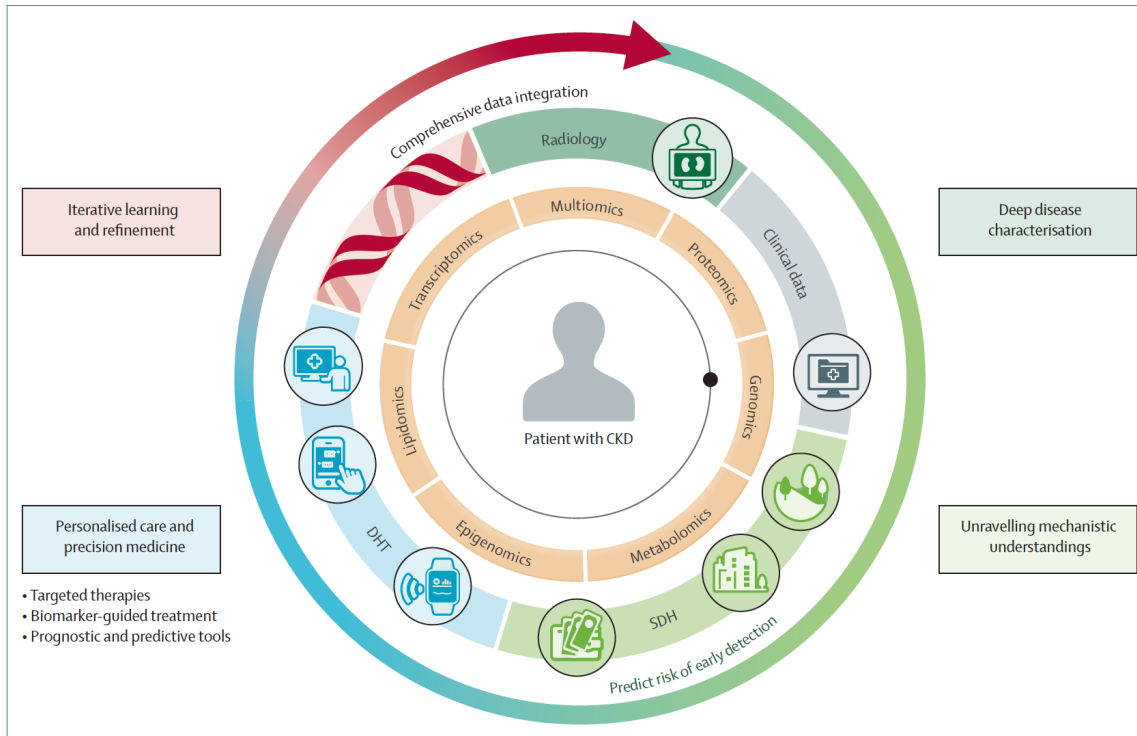 Comprehensive data integration
Radiology
Clinical data
SDH
DHT
Multiomics
Proteomics
Genomics
Metabolomics
Epigenomics
Lipidomics
Transcriptomics
Patient with CKD
Predict risk of early detection
Iterative learning
and refinement
Deep disease
characterisation
Personalised care and
precision medicine
• Targeted therapies
• Biomarker-guided treatment
• Prognostic and predictive tools
Unravelling mechanistic
understandings